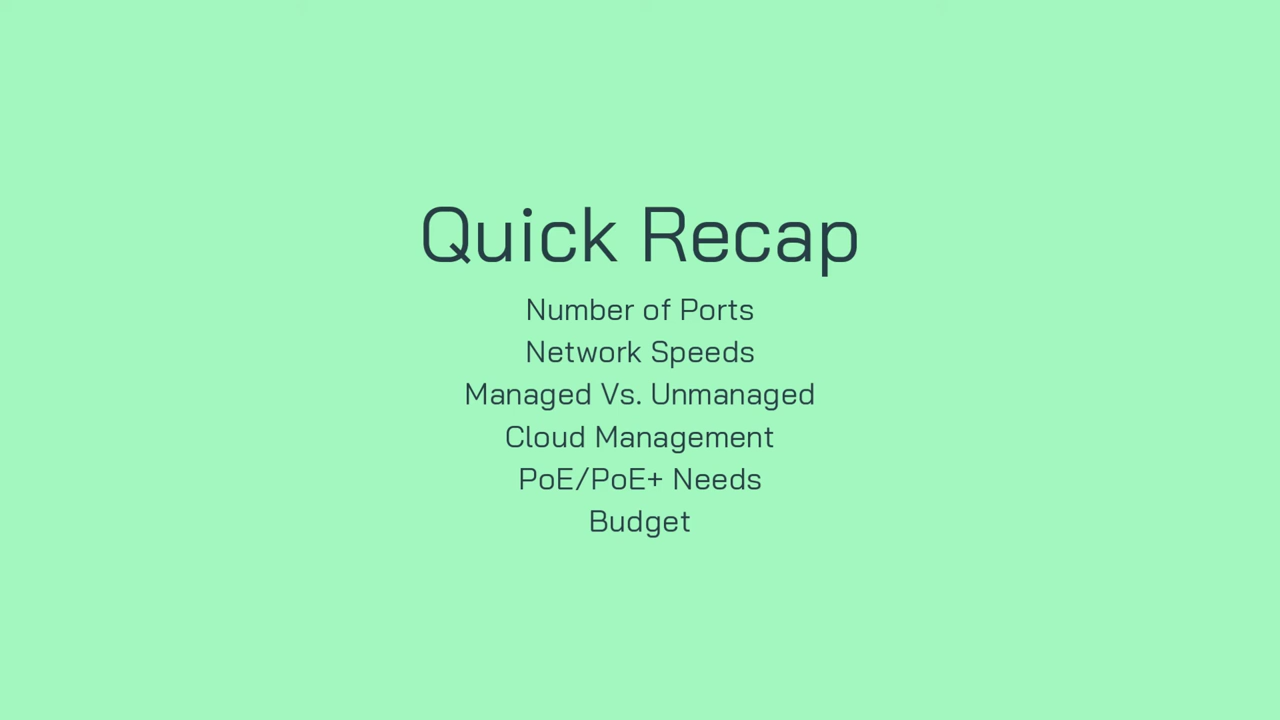 Quick Recap
Number of Ports
Network Speeds
Managed Vs. Unmanaged
Cloud Management
PoE/PoE+ Needs
Budget